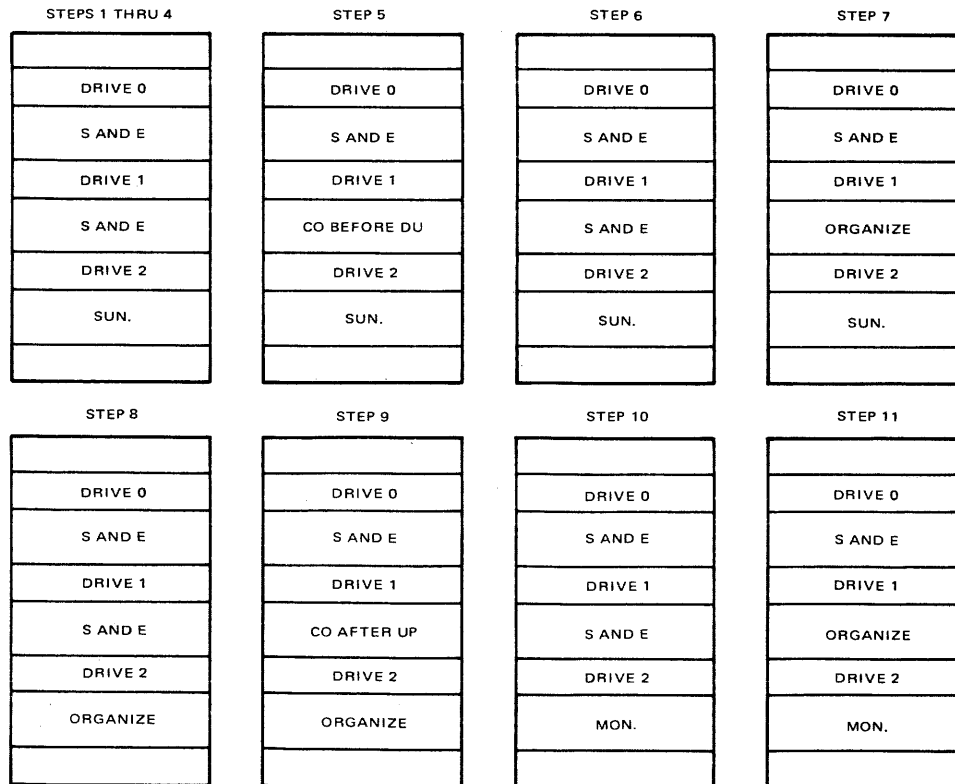 STEPS 1 THRU 4
DRIVE 0
S AND E
DRIVE 1
S AND E
DRIVE 2
SUN.
STEP 5
DRIVE 0
S AND E
DRIVE 1
CO BEFORE DU
DRIVE 2
SUN.
STEP 6
DRIVE 0
S AND E
DRIVE 1
S AND E
DRIVE 2
SUN.
STEP 7
DRIVE 0
S AND E
DRIVE 1
ORGANIZE
DRIVE 2
SUN.
STEP 8
DRIVE 0
S AND E
DRIVE 1
S AND E
DRIVE 2
ORGANIZE
STEP 9
DRIVE 0
S AND E
DRIVE 1
CO AFTER UP
DRIVE 2
ORGANIZE
STEP 10
DRIVE 0
S AND E
DRIVE 1
S AND E
DRIVE 2
MON.
STEP 11
DRIVE 0
S AND E
DRIVE 1
ORGANIZE
DRIVE 2
MON.